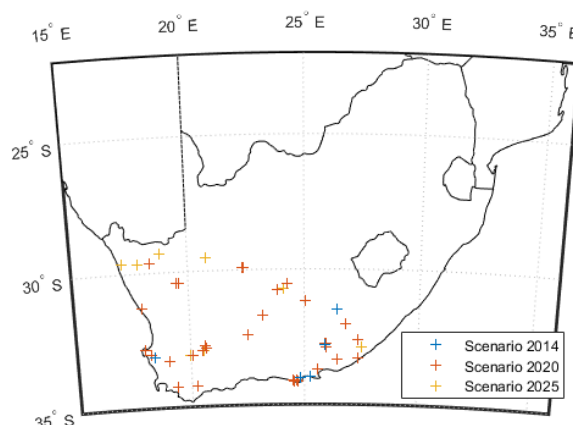 15° E
20° E
25° E
30° E
35° E
25° S
30° S
35° S
Scenario 2014
Scenario 2020
Scenario 2025